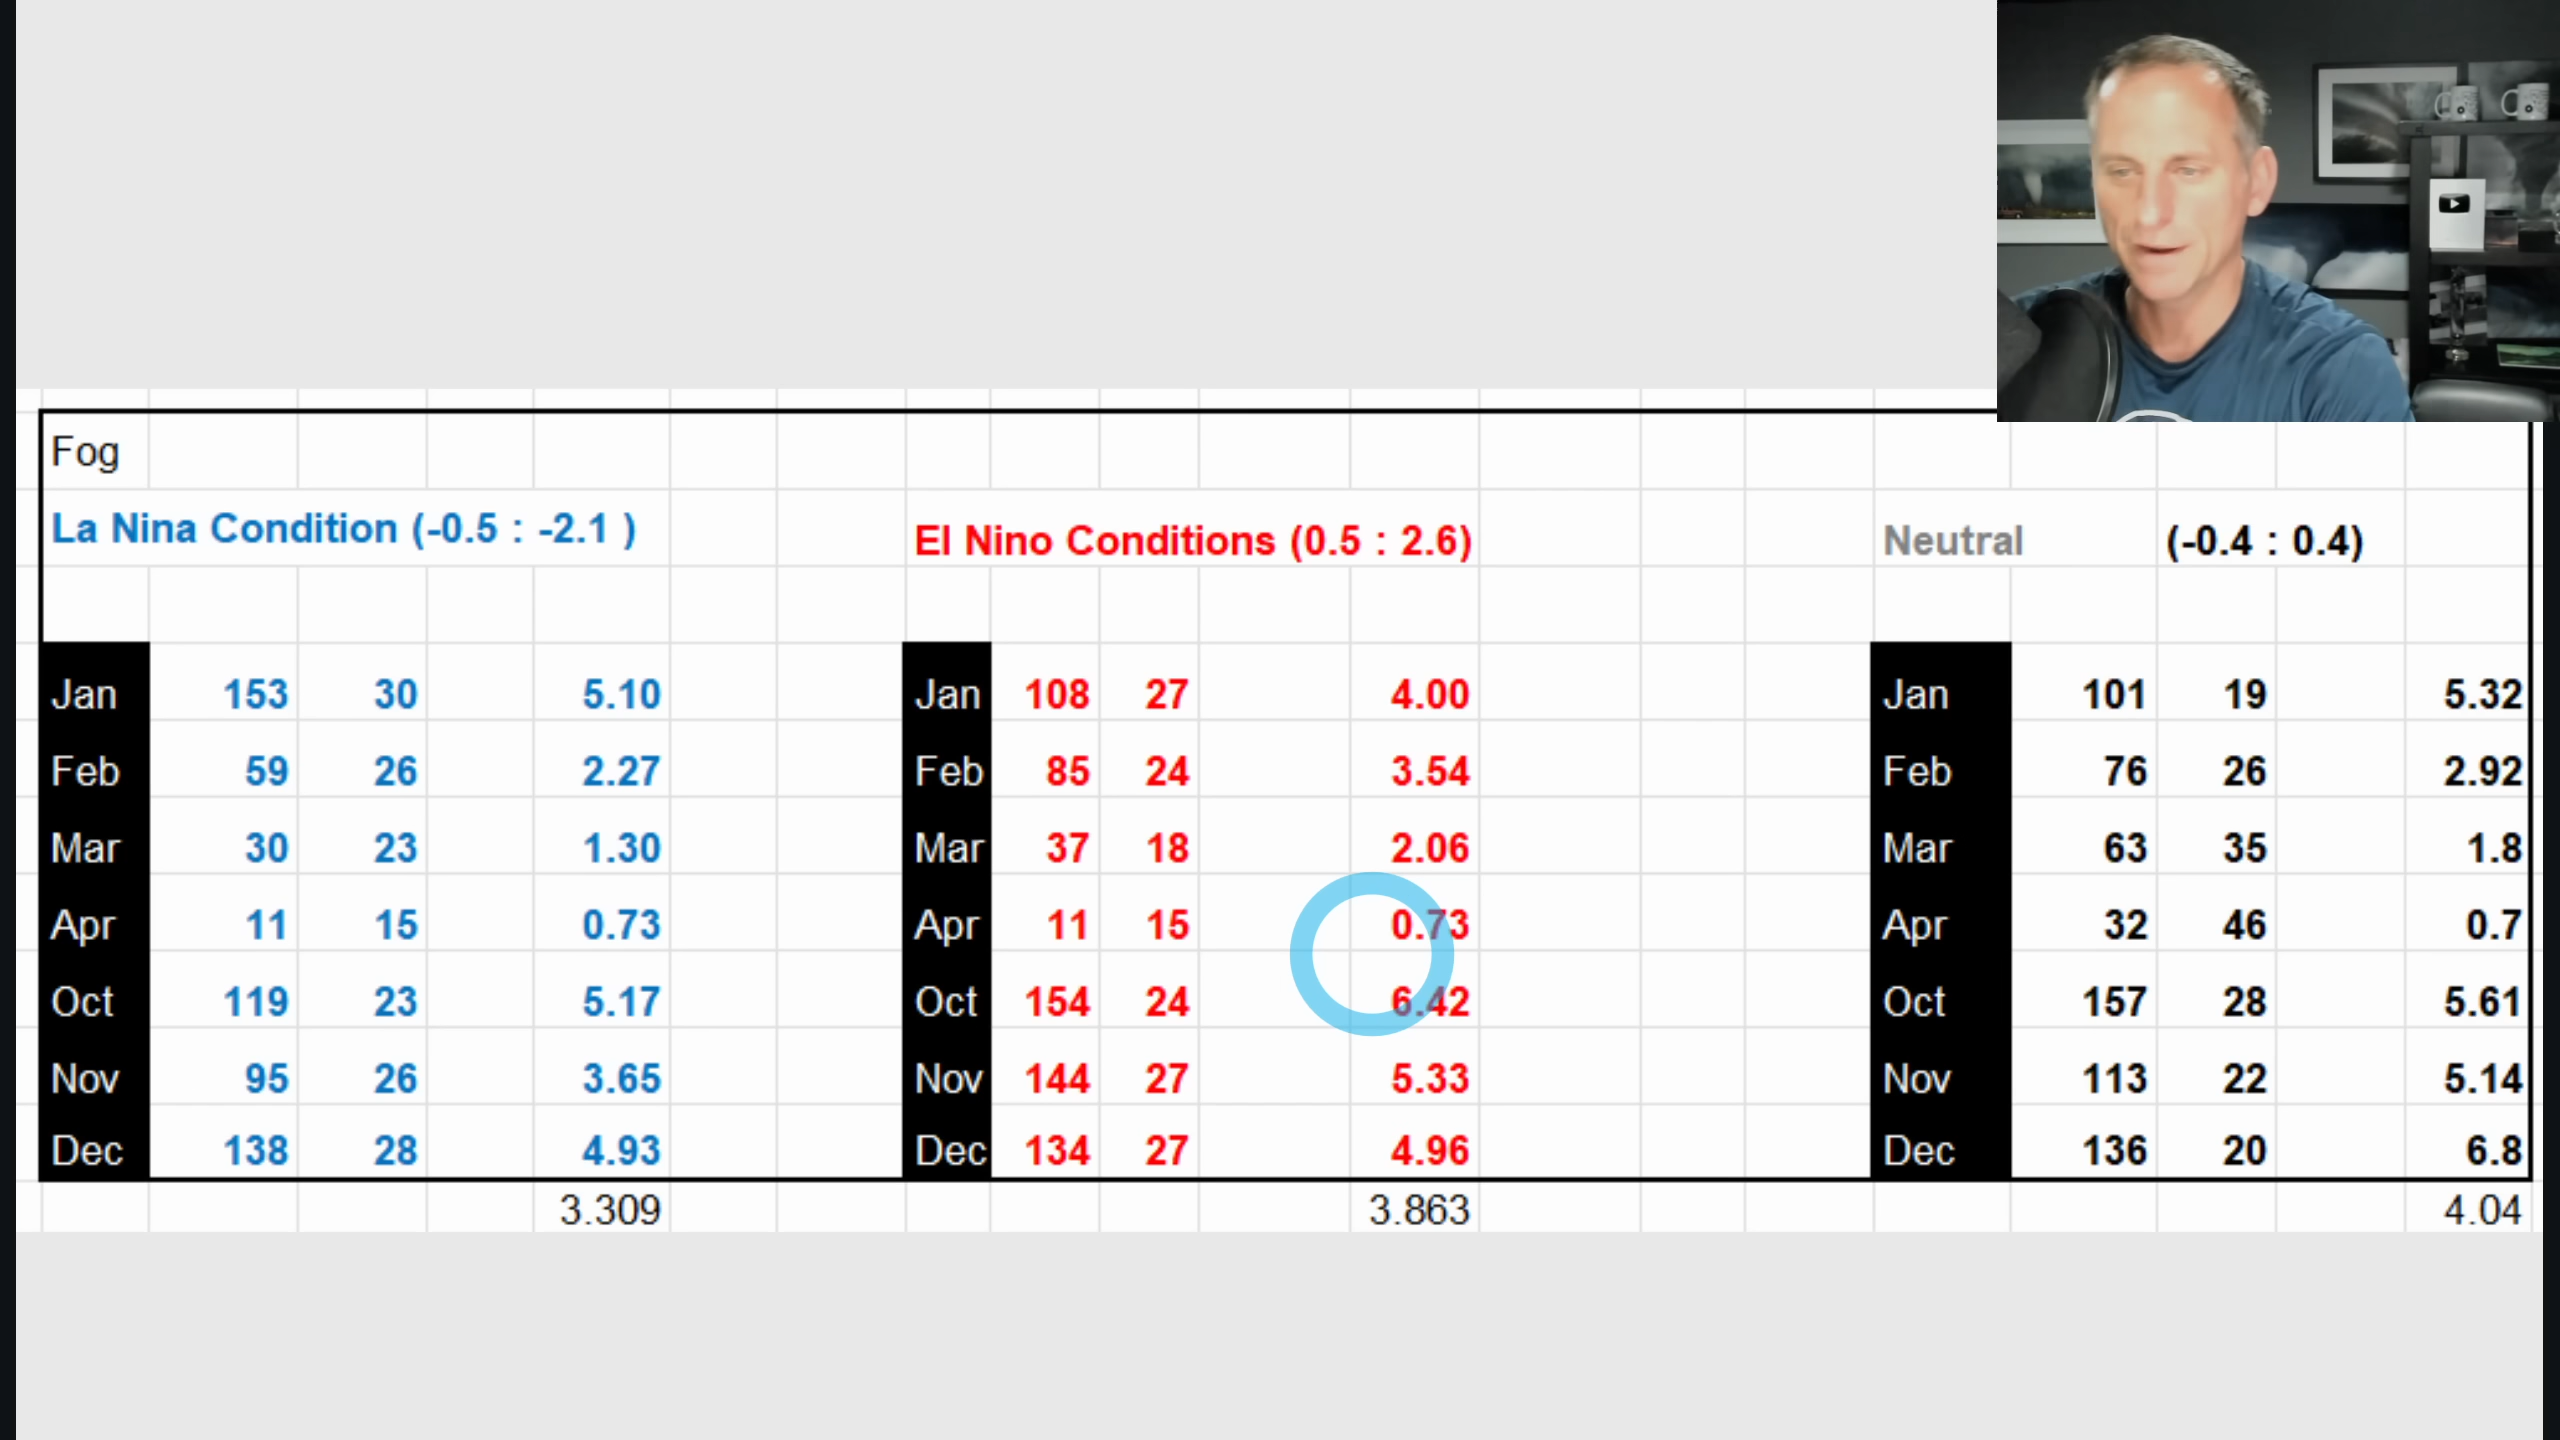 Fog
La Nina Condition (-0.5 : -2.1 ) El Nino Conditions (0.5 : 2.6) Neutral (-0.4 : 0.4)
Jan 153 30 5.10 Jan 108 27 4.00 Jan 101 19 5.32
Feb 59 26 2.27 Feb 85 24 3.54 Feb 76 26 2.92
Mar 30 23 1.30 Mar 37 18 2.06 Mar 63 35 1.8
Apr 11 15 0.73 Apr 11 15 0.73 Apr 32 46 0.7
Oct 119 23 5.17 Oct 154 24 6.42 Oct 157 28 5.61
Nov 95 26 3.65 Nov 144 27 5.33 Nov 113 22 5.14
Dec 138 28 4.93 Dec 134 27 4.96 Dec 136 20 6.8
3.309 3.863 4.04